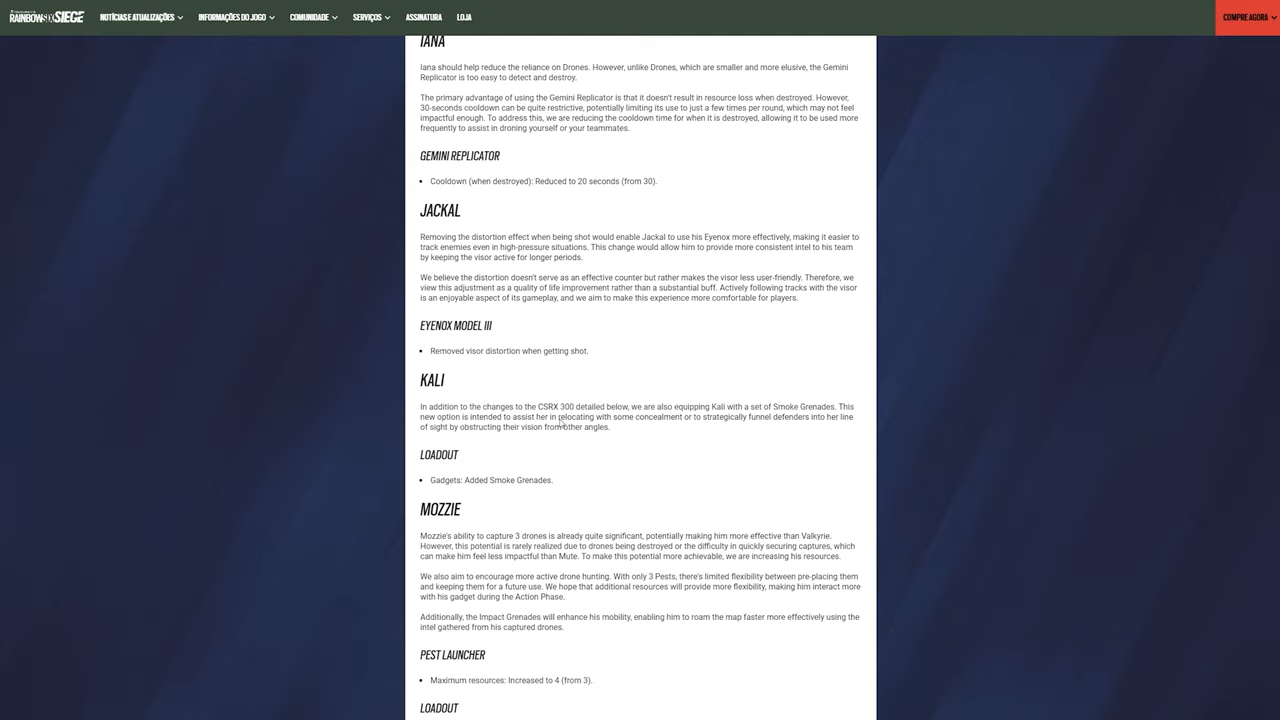 RAINBOW SIX SIEGE NOTÍCIAS E ATUALIZAÇÕES INFORMAÇÕES DO JOGO COMUNIDADE SERVIÇOS ASSINATURA LOJA COMPRE AGORA
IANA
Iana should help reduce the reliance on Drones. However, unlike Drones, which are smaller and more elusive, the Gemini
Replicator is too easy to detect and destroy.
The primary advantage of using the Gemini Replicator is that it doesn't result in resource loss when destroyed. However,
30-seconds cooldown can be quite restrictive, potentially limiting its use to just a few times per round, which may not feel
impactful enough. To address this, we are reducing the cooldown time for when it is destroyed, allowing it to be used more
frequently to assist in droning yourself or your teammates.
GEMINI REPLICATOR
• Cooldown (when destroyed): Reduced to 20 seconds (from 30).
JACKAL
Removing the distortion effect when being shot would enable Jackal to use his Eyenox more effectively, making it easier to
track enemies even in high-pressure situations. This change would allow him to provide more consistent intel to his team
by keeping the visor active for longer periods.
We believe the distortion doesn't serve as an effective counter but rather makes the visor less user-friendly. Therefore, we
view this adjustment as a quality of life improvement rather than a substantial buff. Actively following tracks with the visor
is an enjoyable aspect of its gameplay, and we aim to make this experience more comfortable for players.
EYENOX MODEL III
• Removed visor distortion when getting shot.
KALI
In addition to the changes to the CSRX 300 detailed below, we are also equipping Kali with a set of Smoke Grenades. This
new option is intended to assist her in relocating with some concealment or to strategically funnel defenders into her line
of sight by obstructing their vision from other angles.
LOADOUT
• Gadgets: Added Smoke Grenades.
MOZZIE
Mozzie's ability to capture 3 drones is already quite significant, potentially making him more effective than Valkyrie.
However, this potential is rarely realized due to drones being destroyed or the difficulty in quickly securing captures, which
can make him feel less impactful than Mute. To make this potential more achievable, we are increasing his resources.
We also aim to encourage more active drone hunting. With only 3 Pests, there's limited flexibility between pre-placing them
and keeping them for a future use. We hope that additional resources will provide more flexibility, making him interact more
with his gadget during the Action Phase.
Additionally, the Impact Grenades will enhance his mobility, enabling him to roam the map faster more effectively using the
intel gathered from his captured drones.
PEST LAUNCHER
• Maximum resources: Increased to 4 (from 3).
LOADOUT